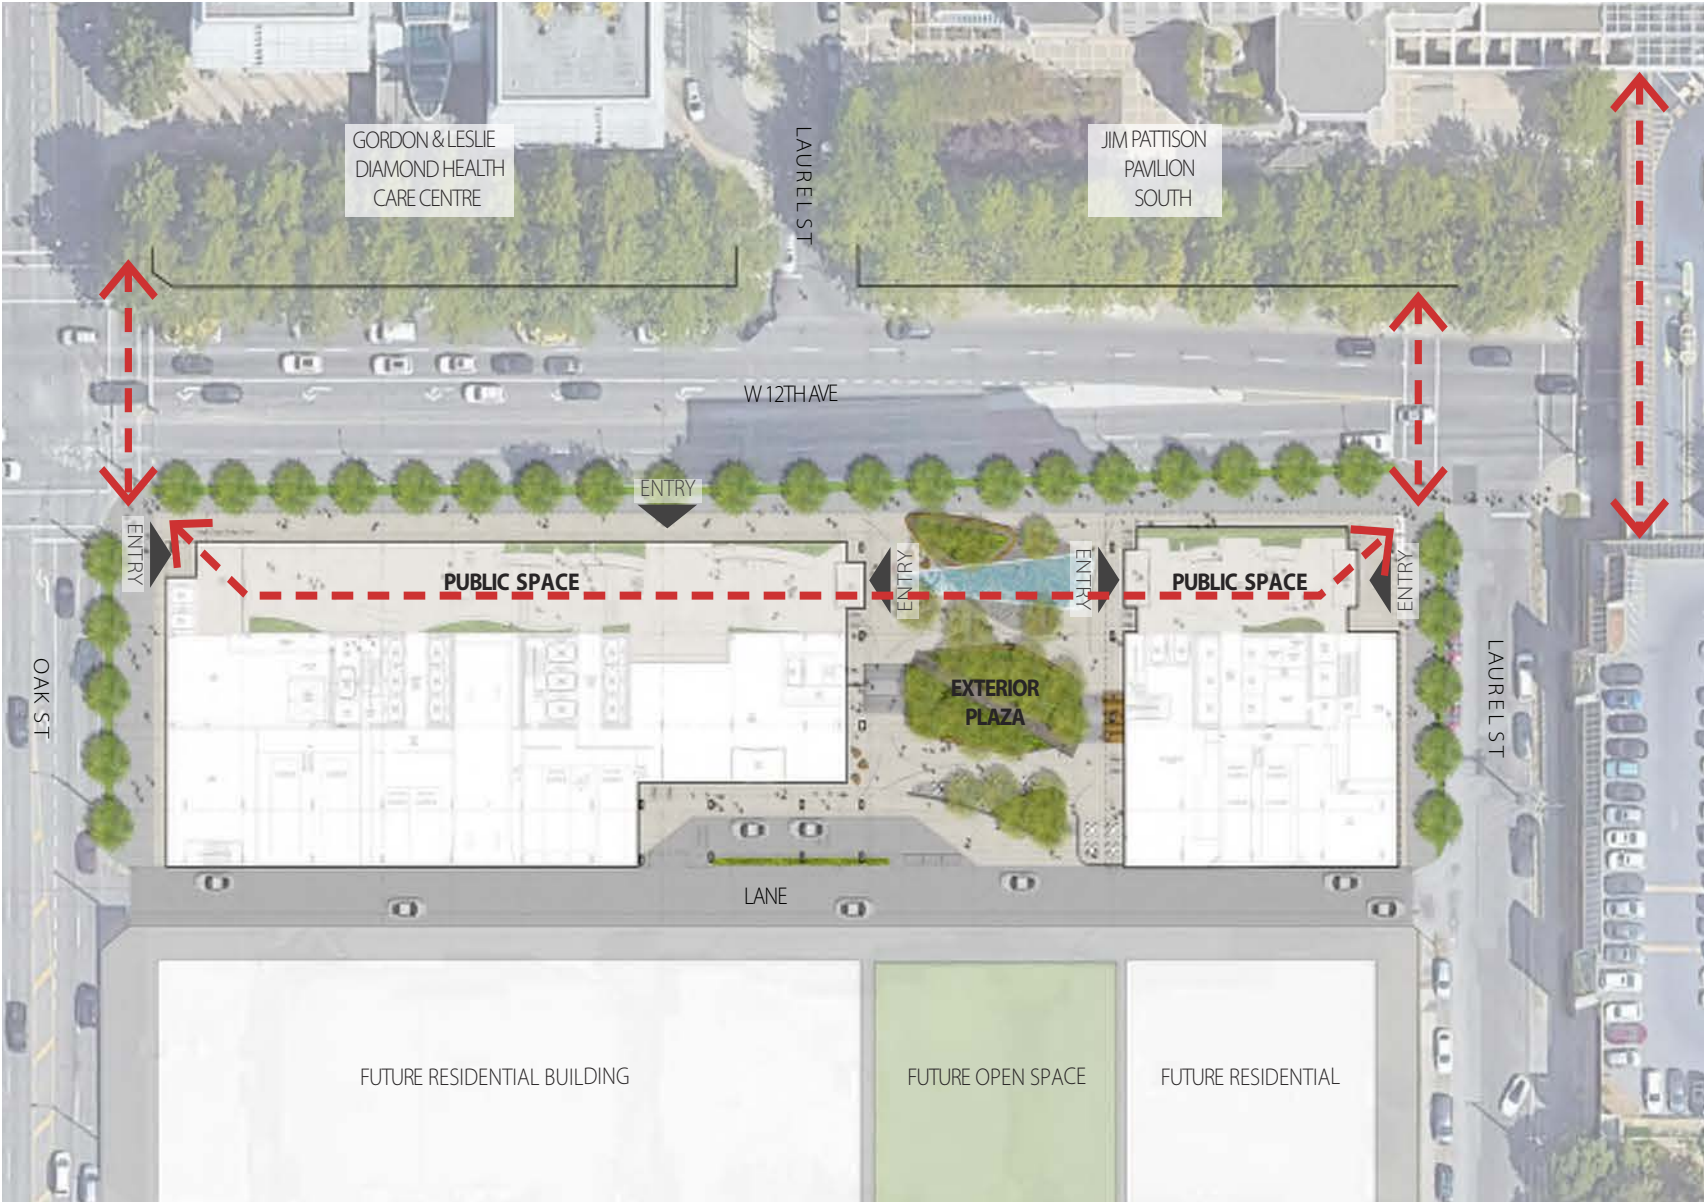 GORDON & LESLIE
DIAMOND HEALTH
CARE CENTRE
LAUREL ST
JIM PATTISON
PAVILION
SOUTH
W 12TH AVE
ENTRY
ENTRY
ENTRY
ENTRY
ENTRY
PUBLIC SPACE
PUBLIC SPACE
EXTERIOR
PLAZA
OAK ST
LAUREL ST
LANE
FUTURE RESIDENTIAL BUILDING
FUTURE OPEN SPACE
FUTURE RESIDENTIAL